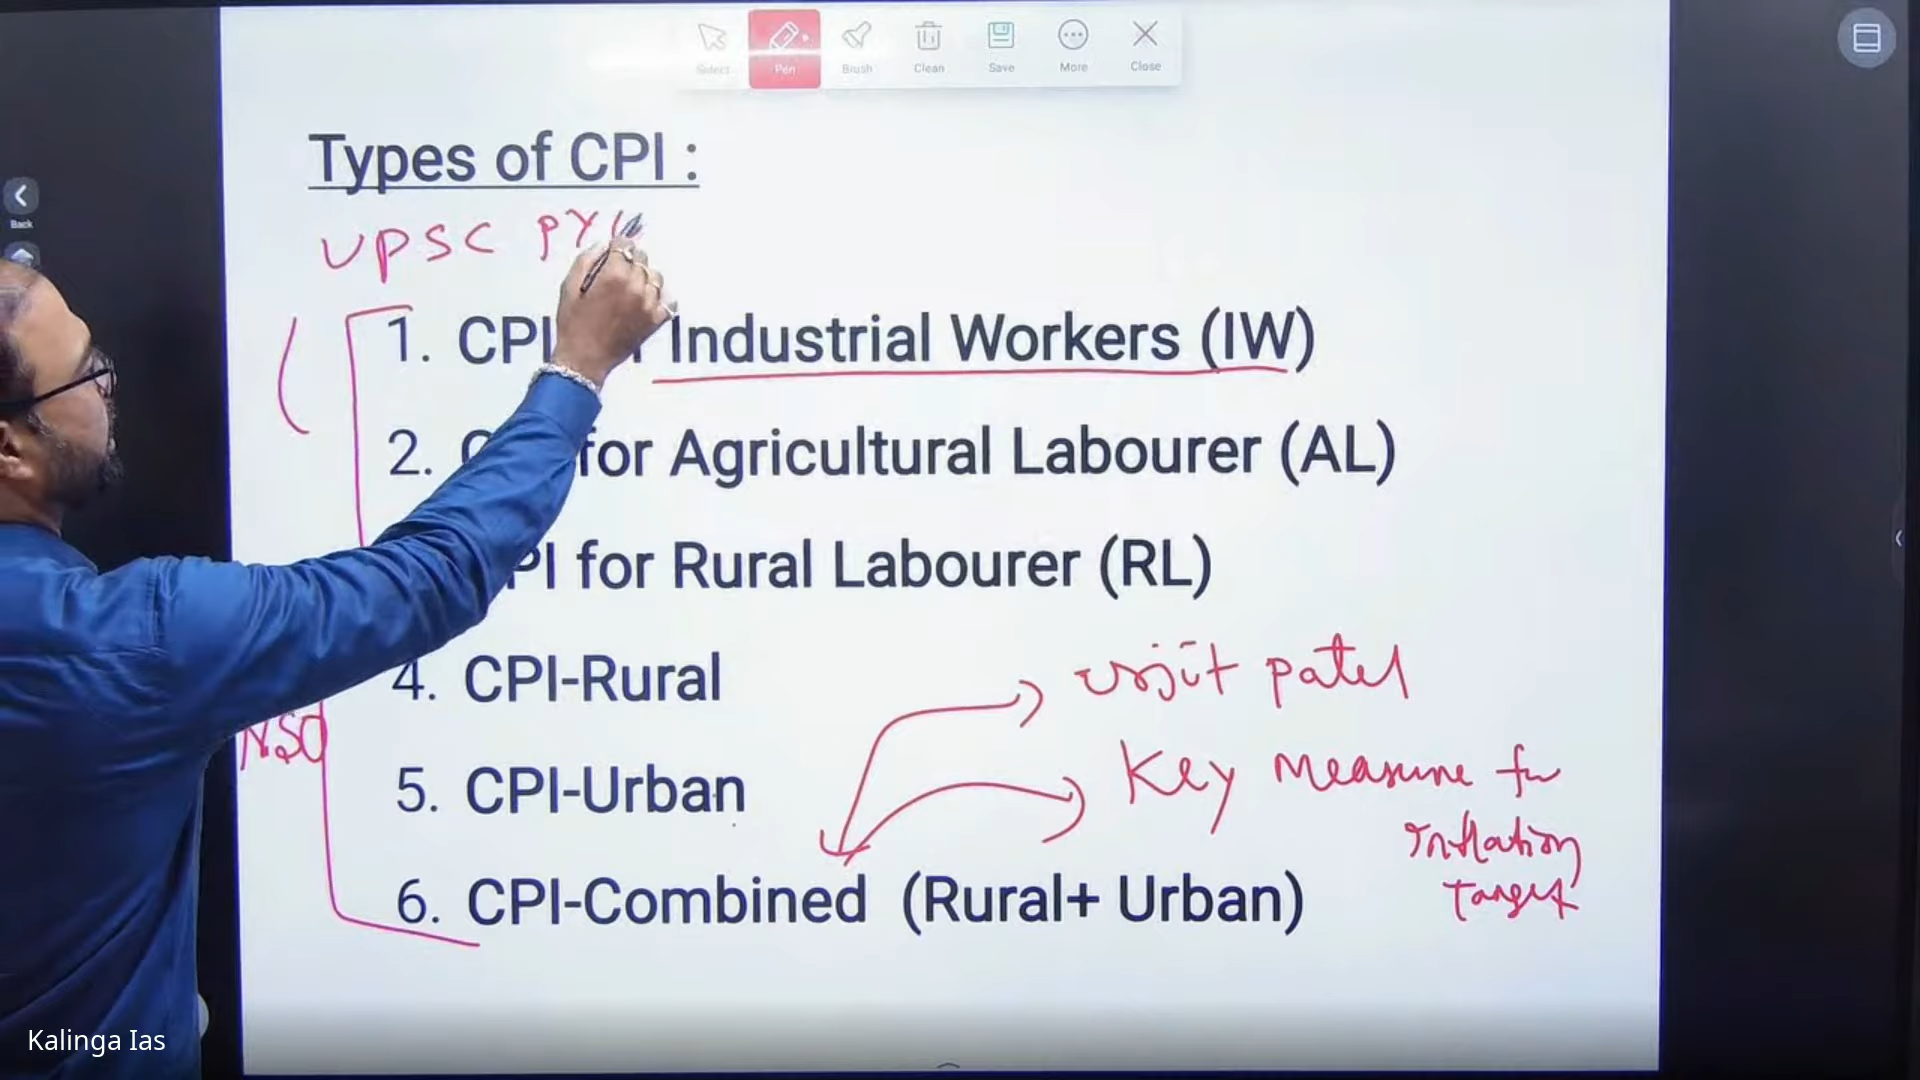 Select Pen Brush Clean Save More Close
Types of CPI :
Back
UPSC PY
1. CPI Industrial Workers (IW)
2. for Agricultural Labourer (AL)
PI for Rural Labourer (RL)
4. CPI-Rural
urjit patel
NSO
5. CPI-Urban
Key Measure for
Inflation
Target
6. CPI-Combined (Rural+ Urban)
Kalinga Ias